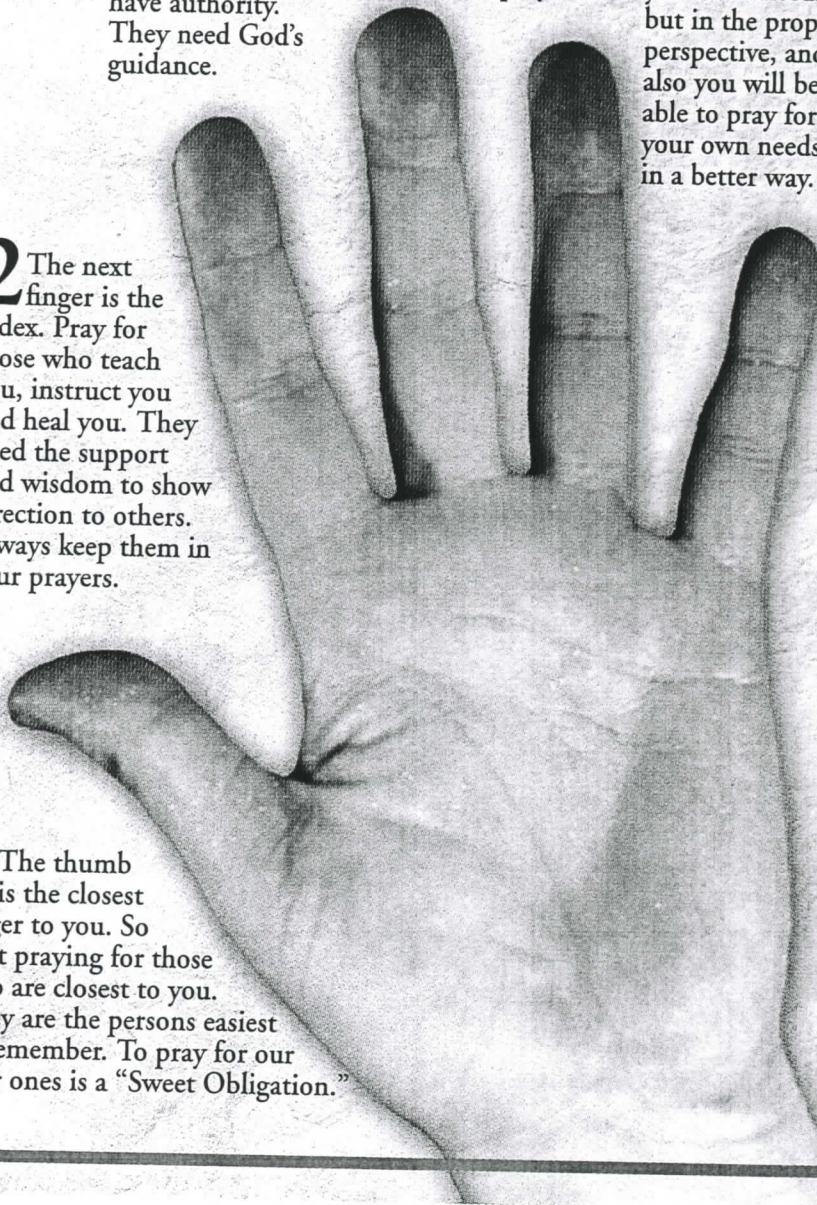 have authority.
They need God's
guidance.
but in the prop
perspective, and
also you will be
able to pray for
your own needs
in a better way.
2 The next
finger is the
dex. Pray for
ose who teach
u, instruct you
d heal you. They
ed the support
d wisdom to show
rection to others.
ways keep them in
ur prayers.
The thumb
is the closest
er to you. So
t praying for those
o are closest to you.
y are the persons easiest
emember. To pray for our
ones is a "Sweet Obligation."